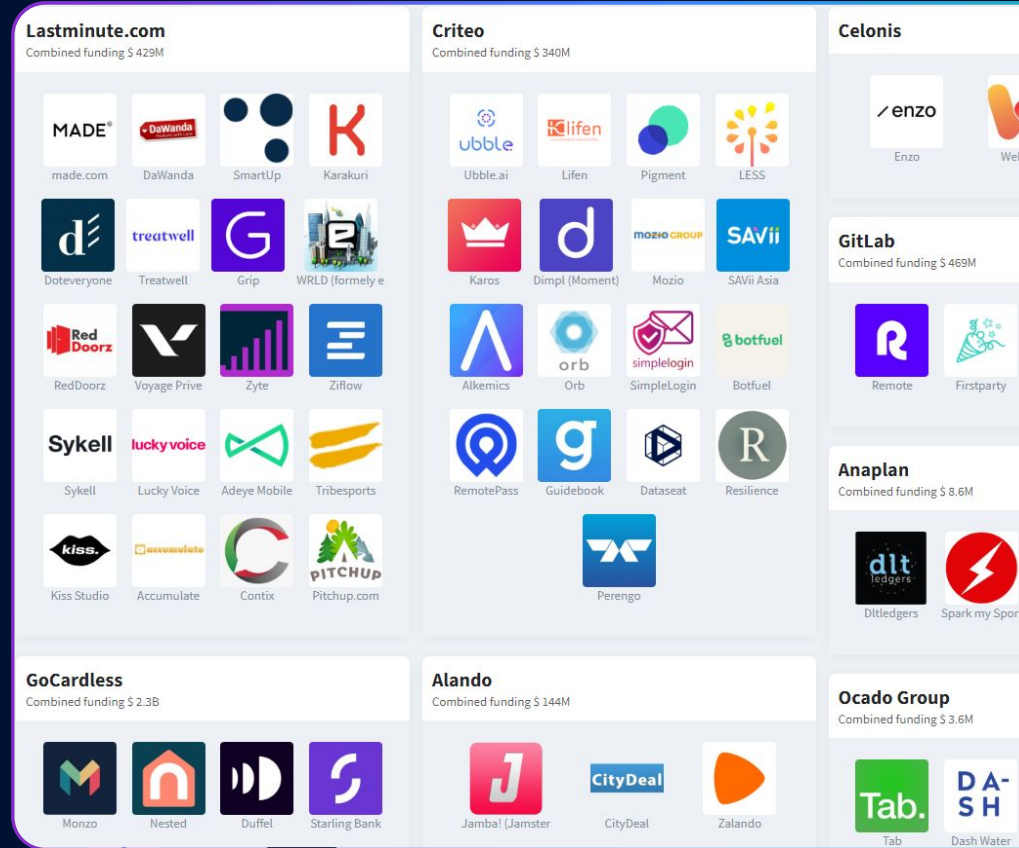 Lastminute.com
Combined funding $ 429M
MADE®
DaWanda
K
made.com
DaWanda
SmartUp
Karakuri
d
treatwell
G
e
Doteveryone
Treatwell
Grip
WRLD (formely e
Red
Doorz
RedDoorz
Voyage Prive
Zyte
Ziflow
Sykell
lucky voice
Sykell
Lucky Voice
Adeye Mobile
Tribesports
kiss.
accumulate
C
PITCHUP
Kiss Studio
Accumulate
Contix
Pitchup.com
Criteo
Combined funding $ 340M
ubble
lifen
Ubble.ai
Lifen
Pigment
LESS
d
MOZIO GROUP
SAVii
Karos
Dimpl (Moment)
Mozio
SAVii Asia
orb
simplelogin
botfuel
Alkemics
Orb
SimpleLogin
Botfuel
g
R
RemotePass
Guidebook
Dataseat
Resilience
Perengo
Celonis
enzo
Enzo
Wel
GitLab
Combined funding $ 469M
R
Remote
Firstparty
Anaplan
Combined funding $ 8.6M
dlt
ledgers
Dltledgers
Spark my Spor
GoCardless
Combined funding $ 2.3B
Monzo
Nested
Duffel
Starling Bank
Alando
Combined funding $ 144M
J
CityDeal
Jamba! (Jamster
CityDeal
Zalando
Ocado Group
Combined funding $ 3.6M
Tab.
DA-
SH
Tab
Dash Water